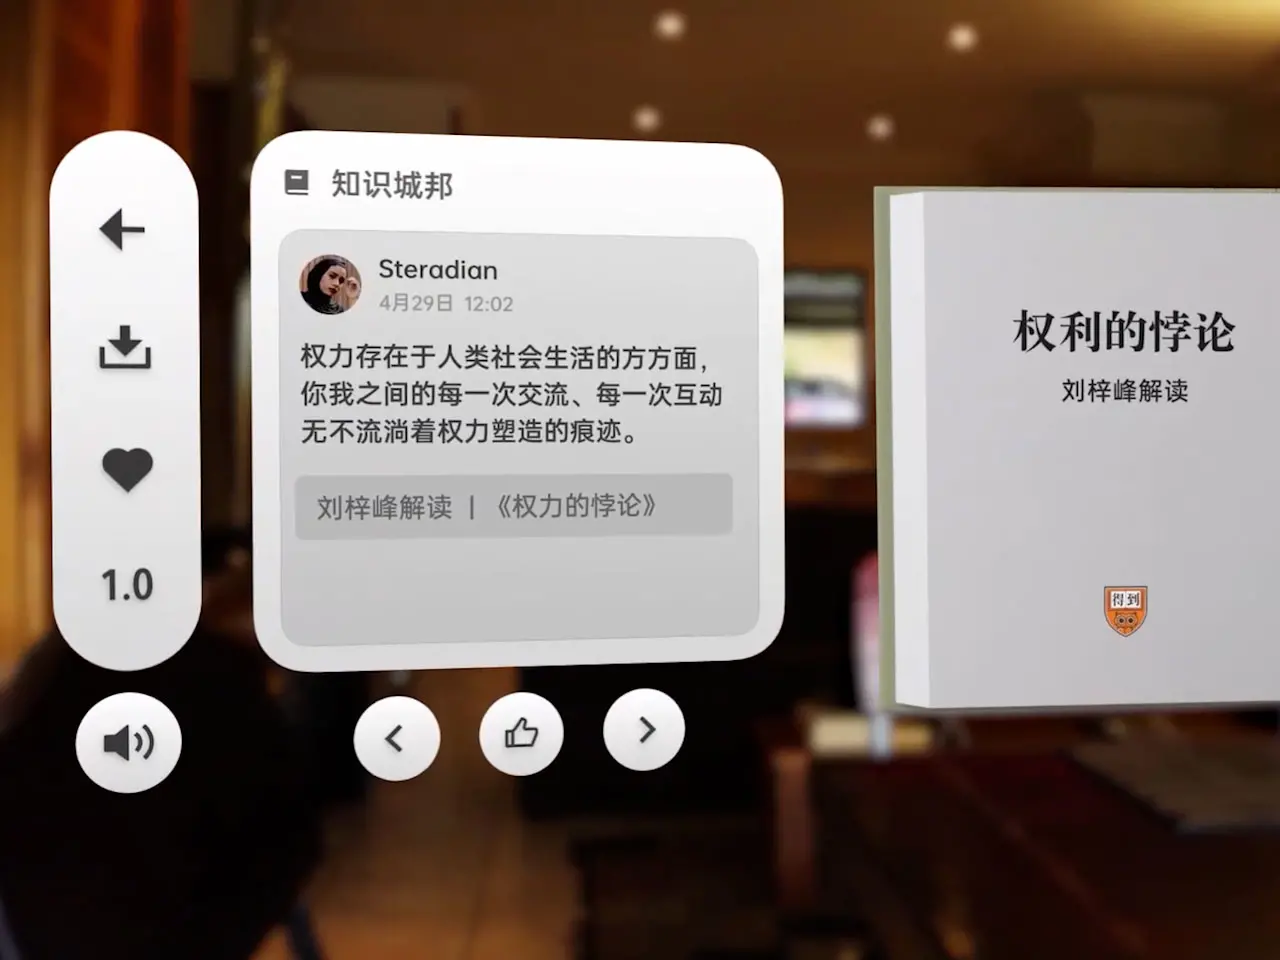 知识城邦
Steradian
4月29日 12:02
权力存在于人类社会生活的方方面，
你我之间的每一次交流、每一次互动
无不流淌着权力塑造的痕迹。
刘梓峰解读 | 《权力的悖论》
1.0
权利的悖论
刘梓峰解读
得到